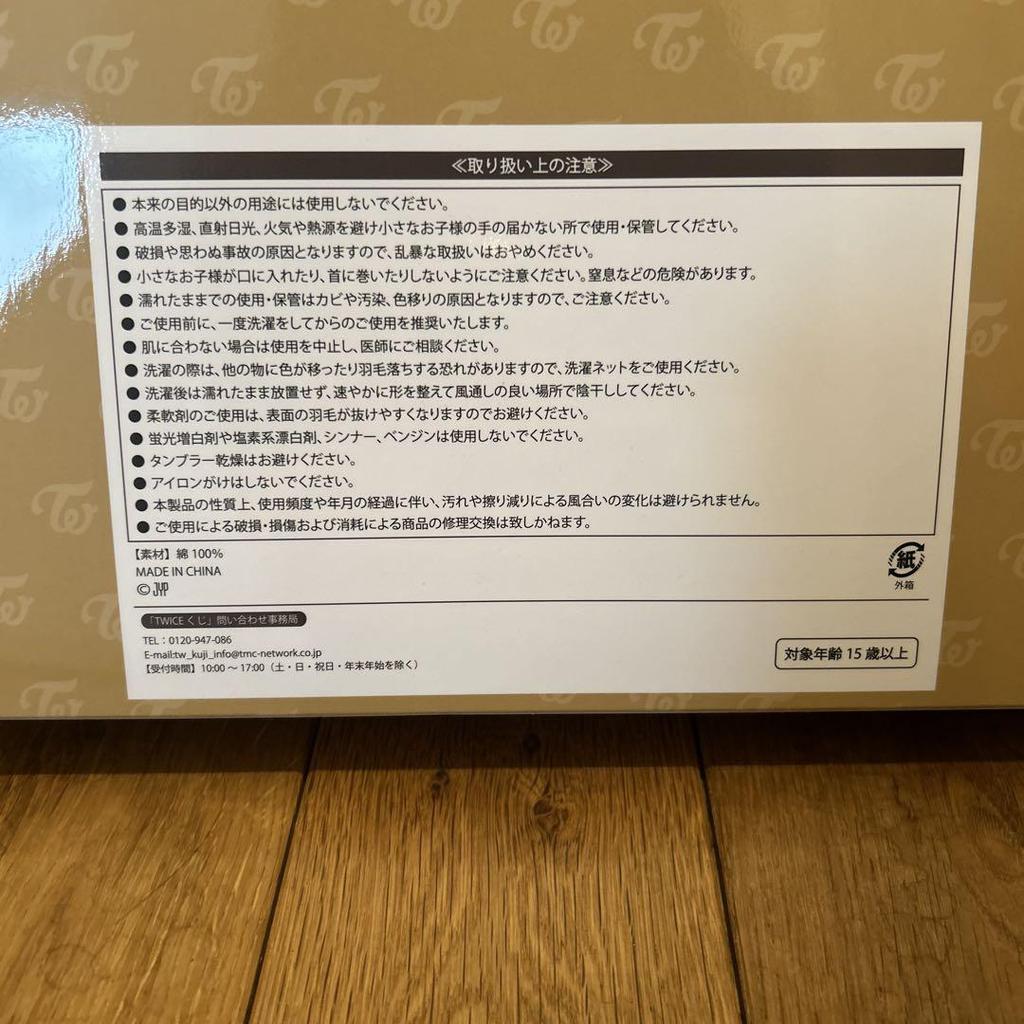 ≪取り扱い上の注意≫
●本来の目的以外の用途には使用しないでください。
●高温多湿、直射日光、火気や熱源を避け小さなお子様の手の届かない所で使用・保管してください。
●破損や思わぬ事故の原因となりますので、乱暴な取扱いはおやめください。
●小さなお子様が口に入れたり、首に巻いたりしないようにご注意ください。窒息などの危険があります。
●濡れたままでの使用・保管はカビや汚染、色移りの原因となりますので、ご注意ください。
●ご使用前に、一度洗濯をしてからのご使用を推奨いたします。
●肌に合わない場合は使用を中止し、医師にご相談ください。
●洗濯の際は、他の物に色が移ったり羽毛落ちする恐れがありますので、洗濯ネットをご使用ください。
●洗濯後は濡れたまま放置せず、速やかに形を整えて風通しの良い場所で陰干ししてください。
●柔軟剤のご使用は、表面の羽毛が抜けやすくなりますのでお避けください。
●蛍光増白剤や塩素系漂白剤、シンナー、ベンジンは使用しないでください。
●タンブラー乾燥はお避けください。
●アイロンがけはしないでください。
●本製品の性質上、使用頻度や年月の経過に伴い、汚れや擦り減りによる風合いの変化は避けられません。
●ご使用による破損・損傷および消耗による商品の修理交換は致しかねます。
【素材】綿100%
MADE IN CHINA
© JYP
紙
外箱
「TWICEくじ」問い合わせ事務局
TEL：0120-947-086
E-mail:tw_kuji_info@tmc-network.co.jp
【受付時間】10:00～17:00（土・日・祝日・年末年始を除く）
対象年齢15歳以上